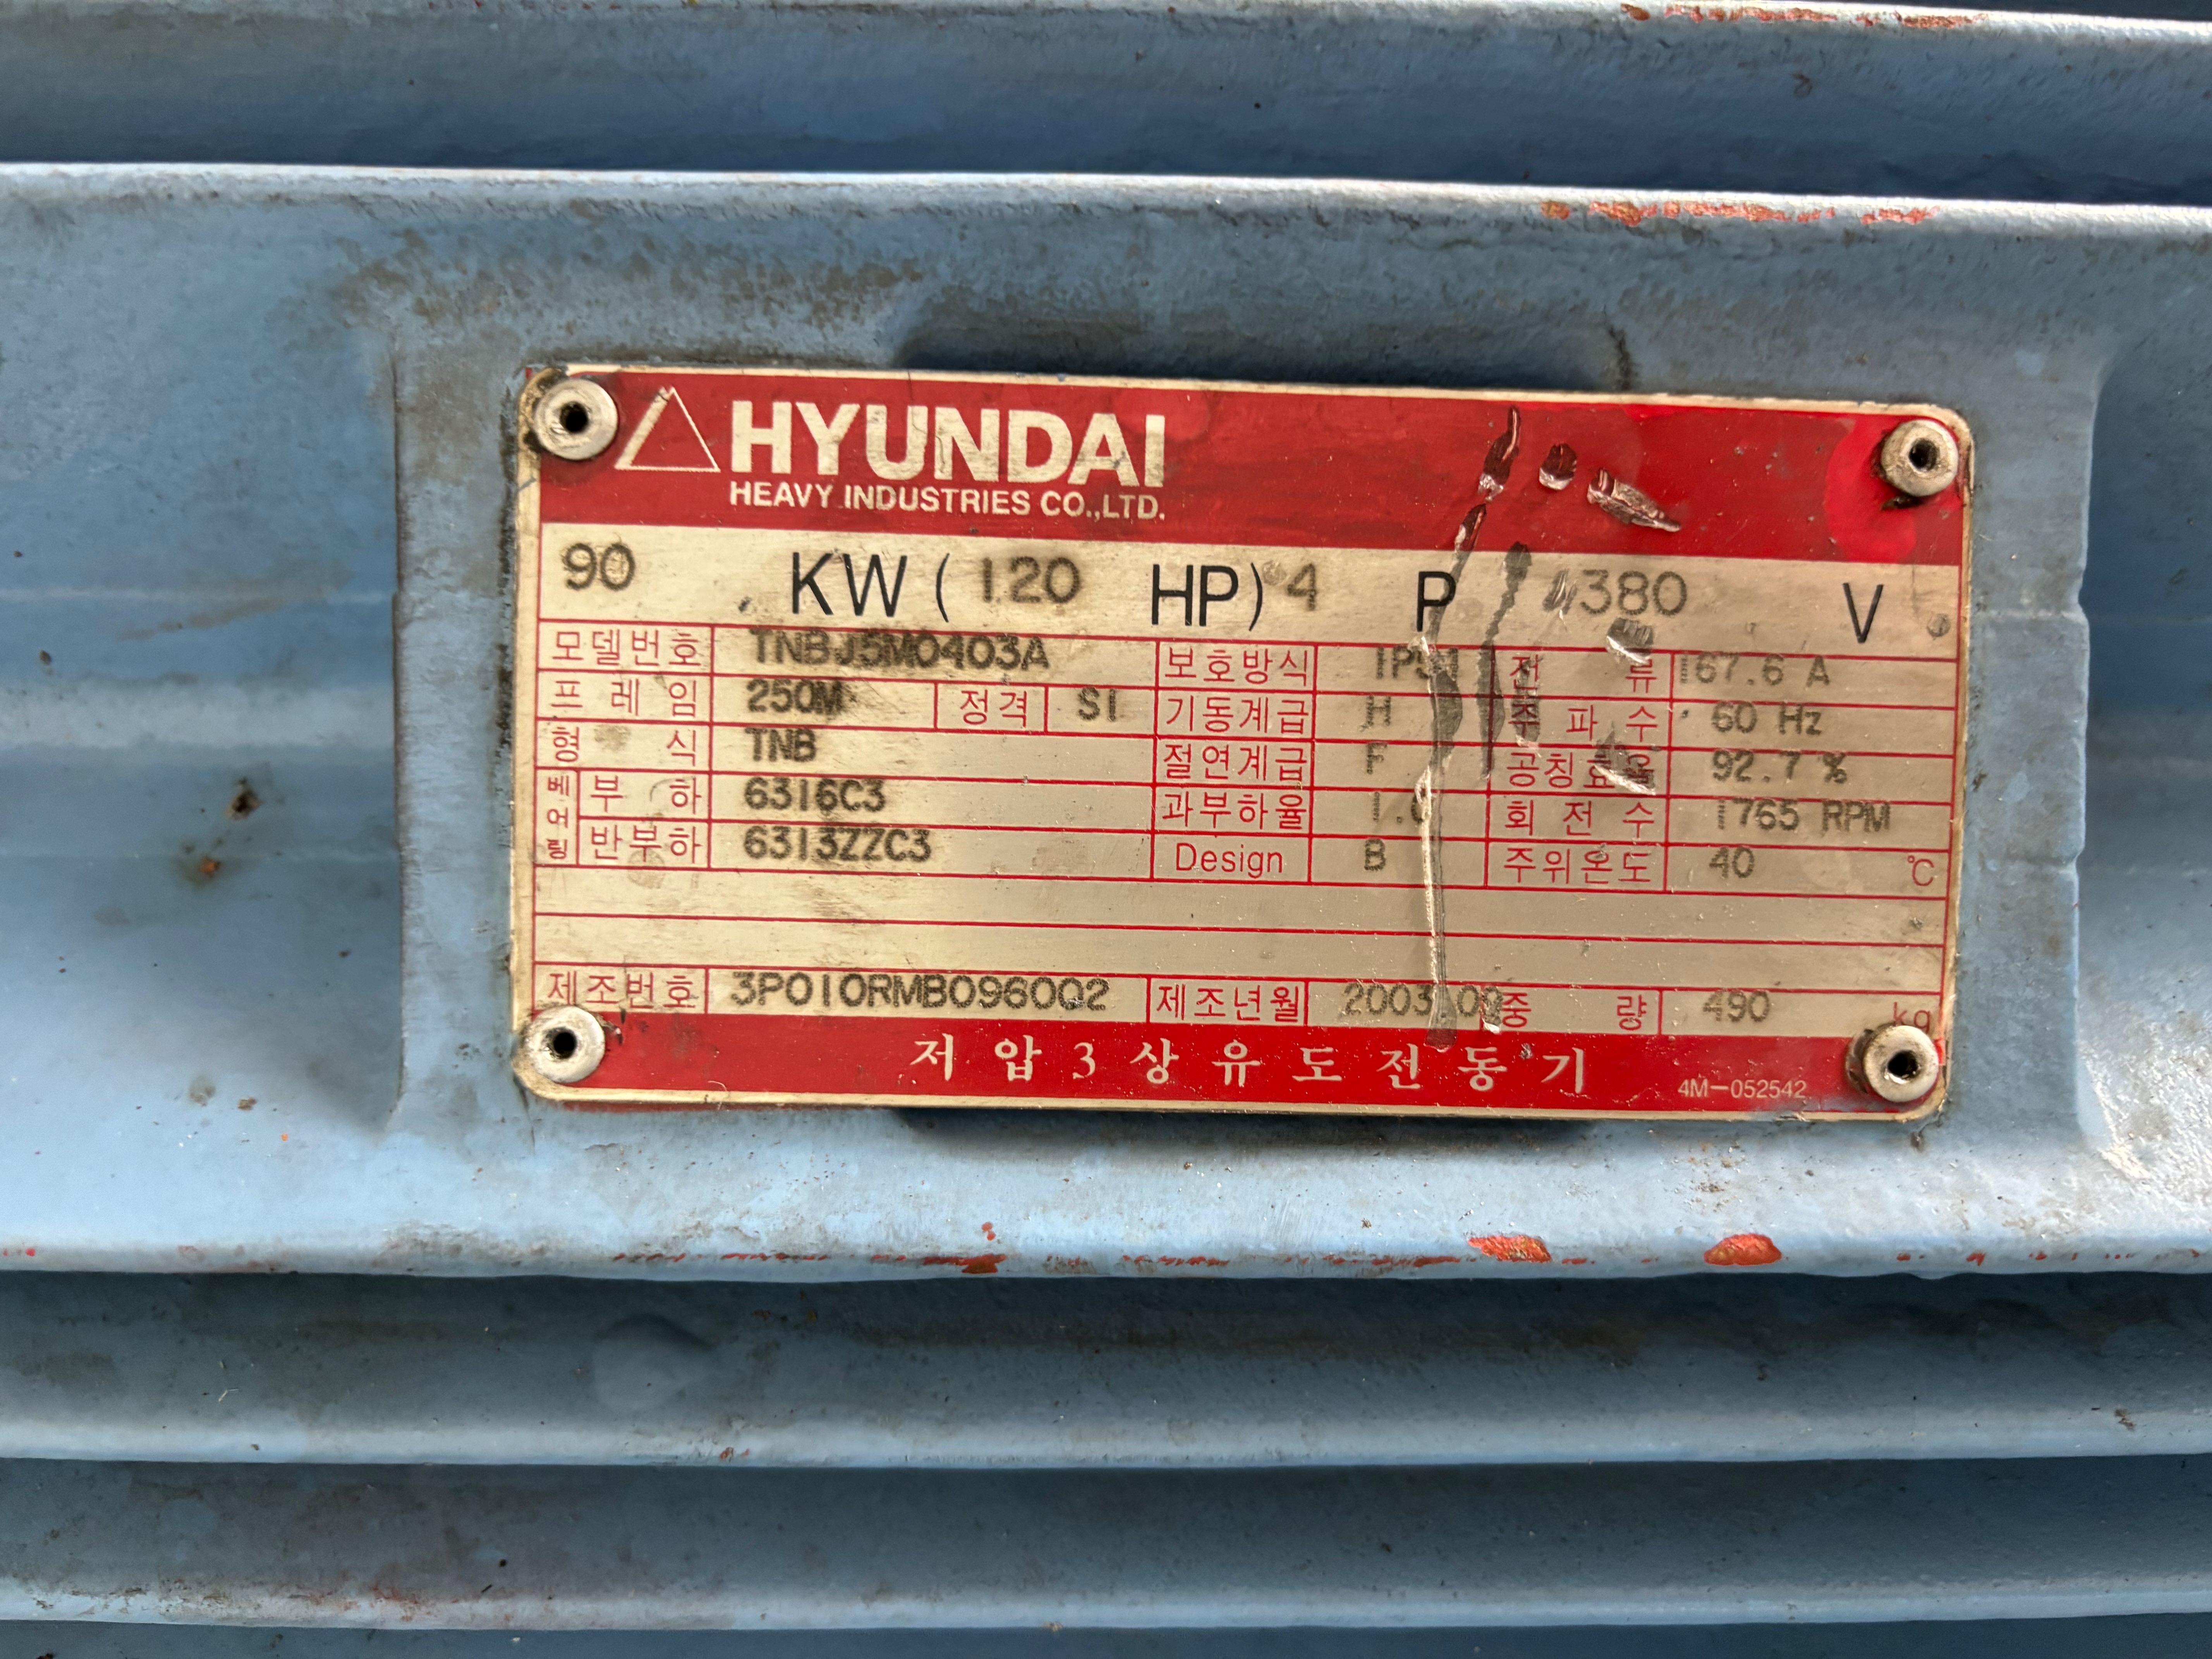 HYUNDAI
HEAVY INDUSTRIES CO.,LTD.
90 KW ( 120 HP) 4 P 380 V
모델번호 TNBJ5M0403A 보호방식 전 류 167.6 A
프 레 임 250M 정격 S1 기동계급 H 주 파 수 60 Hz
형 식 TNB 절연계급 F 공칭효율 92.7 %
베어링 부 하 6316C3 과부하율 회 전 수 1765 RPM
반부하 6313ZZC3 Design B 주위온도 40 ℃
제조번호 3P010RMB096002 제조년월 중 량 490 kg
저 압 3 상 유 도 전 동 기 4M-052542